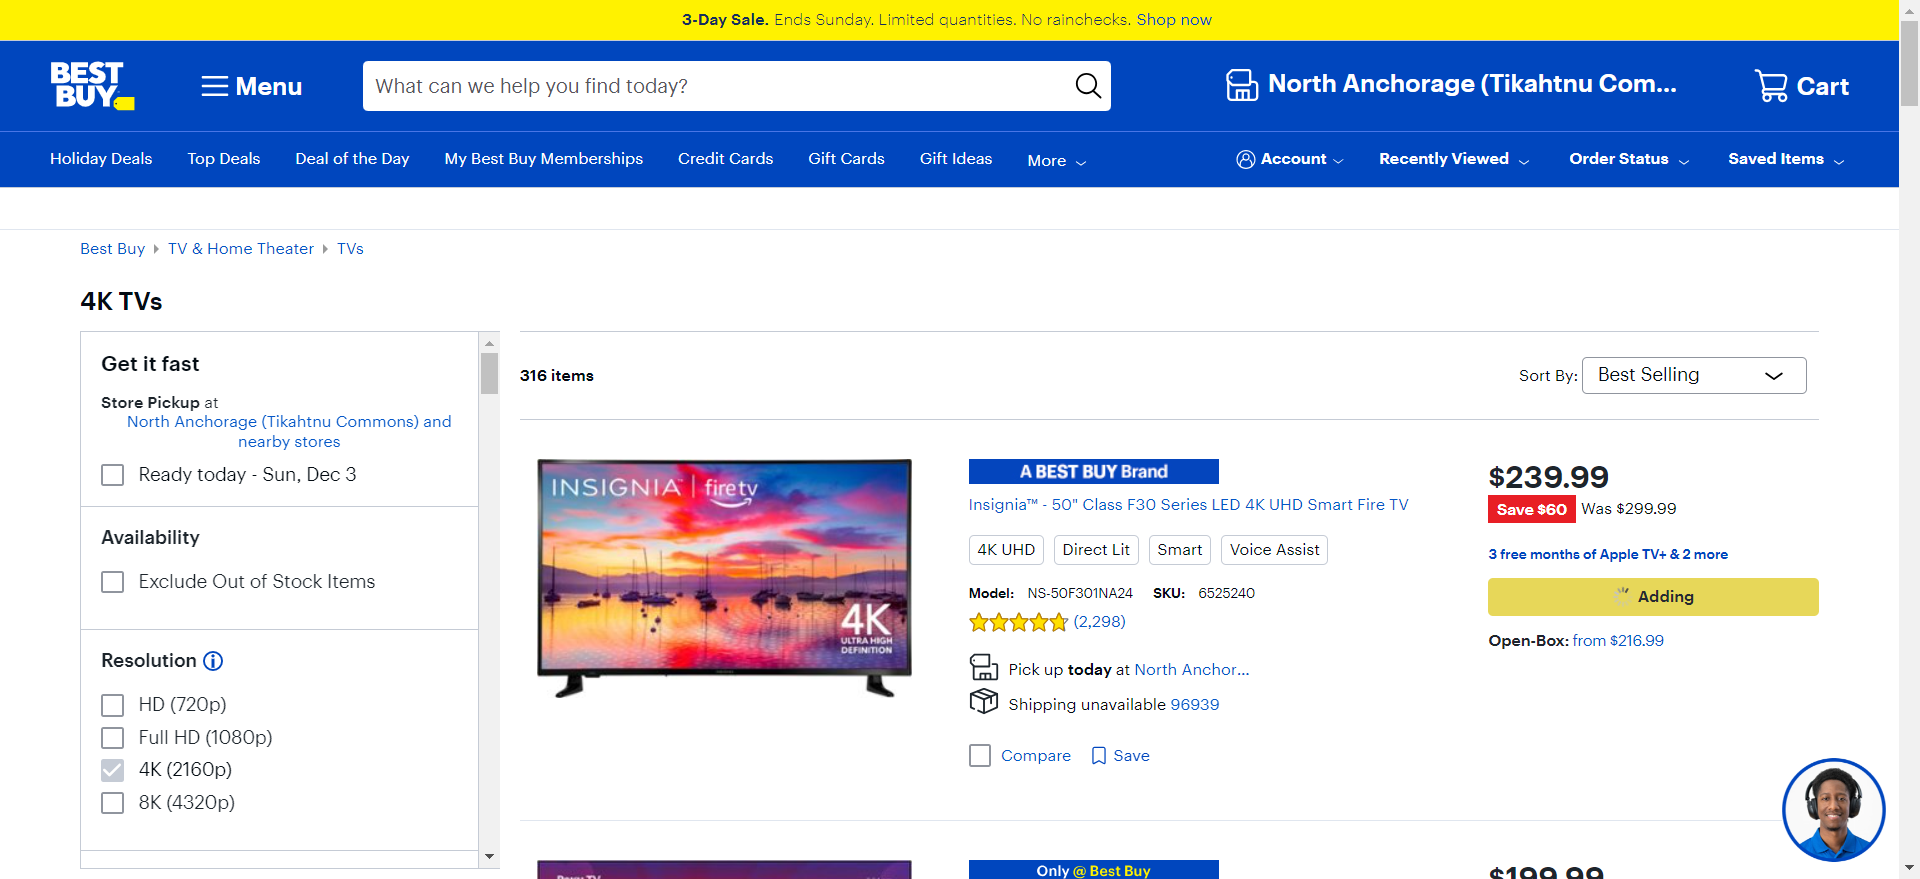 3-Day Sale. Ends Sunday. Limited quantities. No rainchecks. Shop now
BEST BUY
Menu
What can we help you find today?
North Anchorage (Tikahtnu Com...
Cart
Holiday Deals
Top Deals
Deal of the Day
My Best Buy Memberships
Credit Cards
Gift Cards
Gift Ideas
More
Account
Recently Viewed
Order Status
Saved Items
Best Buy
TV & Home Theater
TVs
4K TVs
Get it fast
Store Pickup at
North Anchorage (Tikahtnu Commons) and
nearby stores
Ready today - Sun, Dec 3
Availability
Exclude Out of Stock Items
Resolution
HD (720p)
Full HD (1080p)
4K (2160p)
8K (4320p)
316 items
Sort By: Best Selling
INSIGNIA fire tv
4K
ULTRA HIGH
DEFINITION
A BEST BUY Brand
Insignia™ - 50" Class F30 Series LED 4K UHD Smart Fire TV
4K UHD
Direct Lit
Smart
Voice Assist
Model: NS-50F301NA24 SKU: 6525240
(2,298)
Pick up today at North Anchor...
Shipping unavailable 96939
Compare
Save
$239.99
Save $60 Was $299.99
3 free months of Apple TV+ & 2 more
Adding
Open-Box: from $216.99
Only @ Best Buy
$199.99